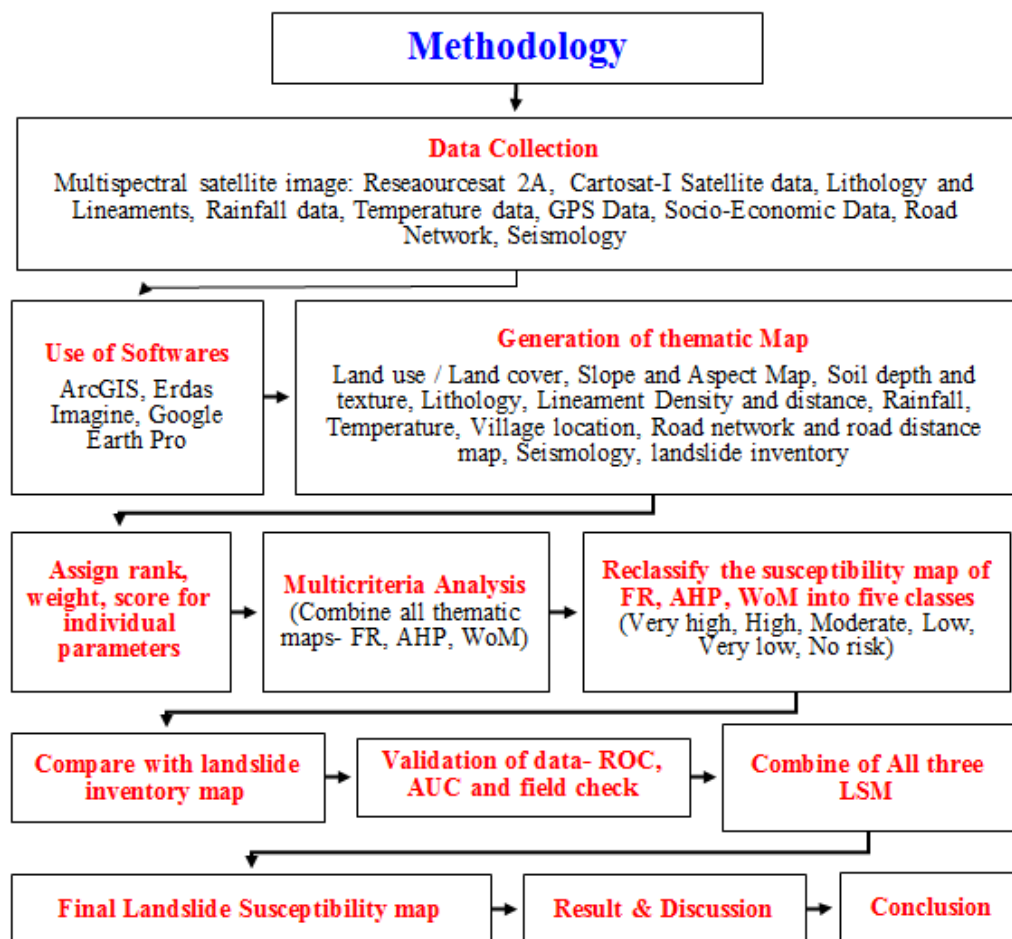 Methodology
Data Collection
Multispectral satellite image: Reseaourcesat 2A, Cartosat-I Satellite data, Lithology and
Lineaments, Rainfall data, Temperature data, GPS Data, Socio-Economic Data, Road
Network, Seismology
Use of Softwares
ArcGIS, Erdas
Imagine, Google
Earth Pro
Generation of thematic Map
Land use / Land cover, Slope and Aspect Map, Soil depth and
texture, Lithology, Lineament Density and distance, Rainfall,
Temperature, Village location, Road network and road distance
map, Seismology, landslide inventory
Assign rank,
weight, score for
individual
parameters
Multicriteria Analysis
(Combine all thematic
maps- FR, AHP, WoM)
Reclassify the susceptibility map of
FR, AHP, WoM into five classes
(Very high, High, Moderate, Low,
Very low, No risk)
Compare with landslide
inventory map
Validation of data- ROC,
AUC and field check
Combine of All three
LSM
Final Landslide Susceptibility map
Result & Discussion
Conclusion